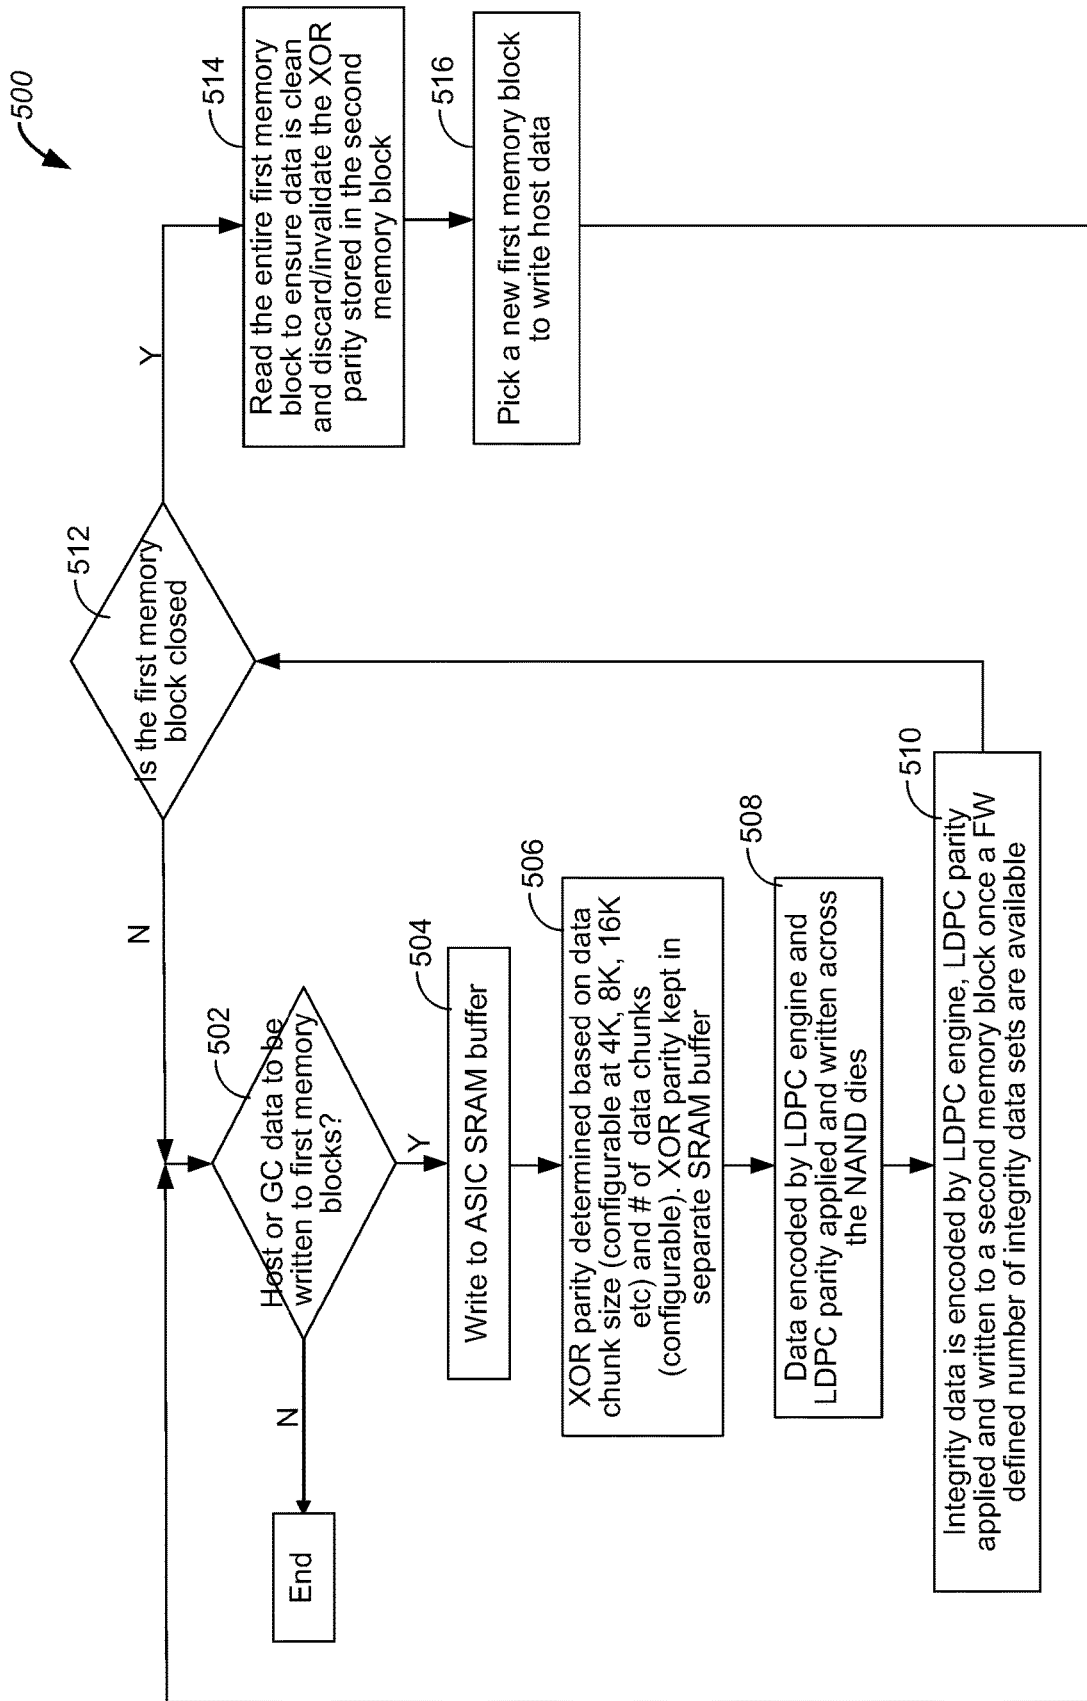 500
502
Host or GC data to be
written to first memory
blocks?
N
End
Y
504
Write to ASIC SRAM buffer
506
XOR parity determined based on data
chunk size (configurable at 4K, 8K, 16K
etc) and # of data chunks
(configurable). XOR parity kept in
separate SRAM buffer
508
Data encoded by LDPC engine and
LDPC parity applied and written across
the NAND dies
510
Integrity data is encoded by LDPC engine, LDPC parity
applied and written to a second memory block once a FW
defined number of integrity data sets are available
512
Is the first memory
block closed
N
Y
514
Read the entire first memory
block to ensure data is clean
and discard/invalidate the XOR
parity stored in the second
memory block
516
Pick a new first memory block
to write host data